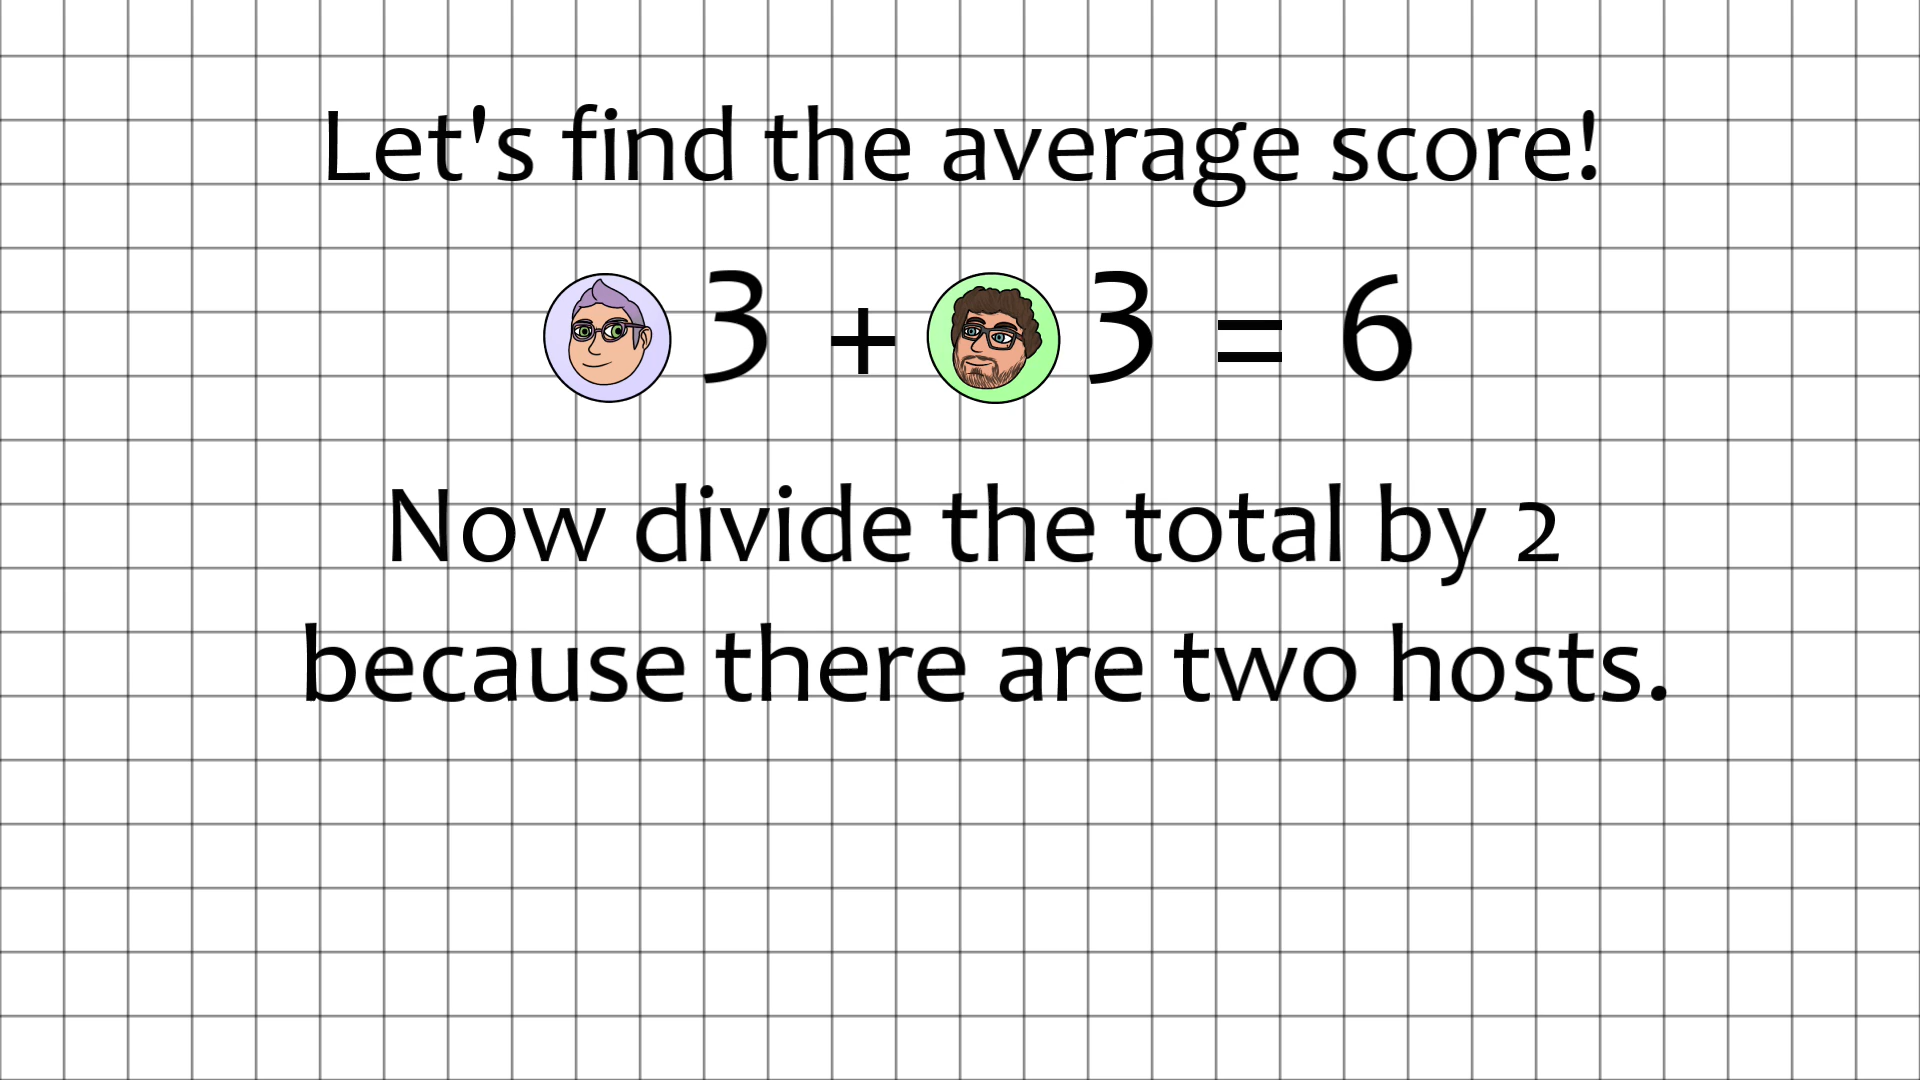 Let's find the average score!
3 + 3 = 6
Now divide the total by 2
because there are two hosts.